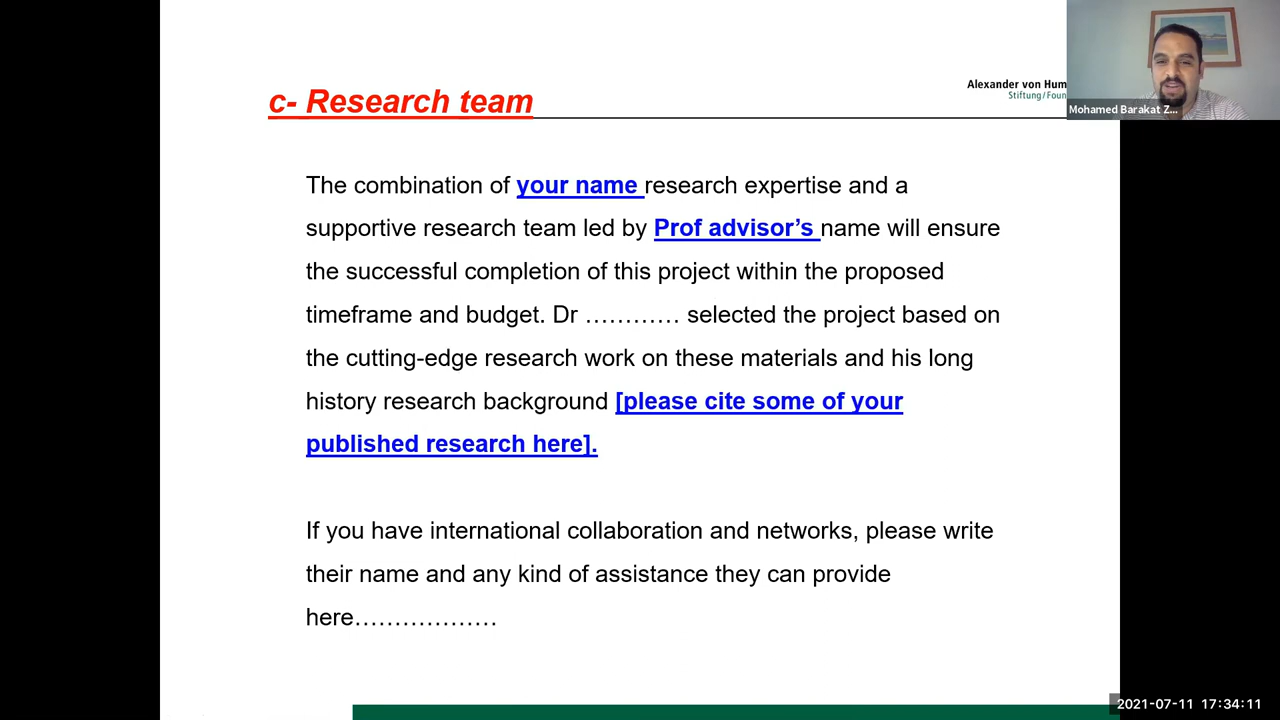 c- Research team
Alexander von Hum
Stiftung/Foun
Mohamed Barakat Z...
The combination of your name research expertise and a
supportive research team led by Prof advisor’s name will ensure
the successful completion of this project within the proposed
timeframe and budget. Dr ………… selected the project based on
the cutting-edge research work on these materials and his long
history research background [please cite some of your
published research here].
If you have international collaboration and networks, please write
their name and any kind of assistance they can provide
here………………
2021-07-11 17:34:11